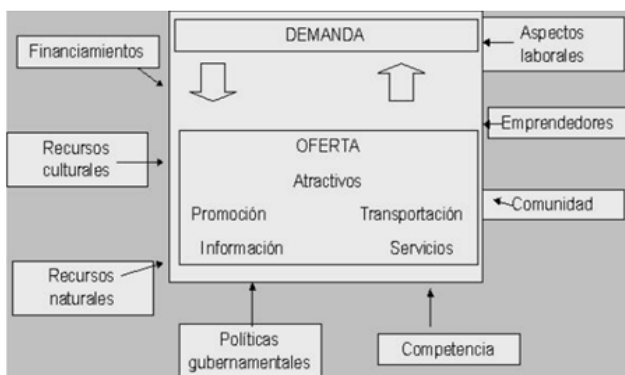 DEMANDA
Aspectos
laborales
Financiamientos
Emprendedores
OFERTA
Recursos
culturales
Atractivos
Comunidad
Promoción
Transportación
Información
Servicios
Recursos
naturales
Políticas
gubernamentales
Competencia